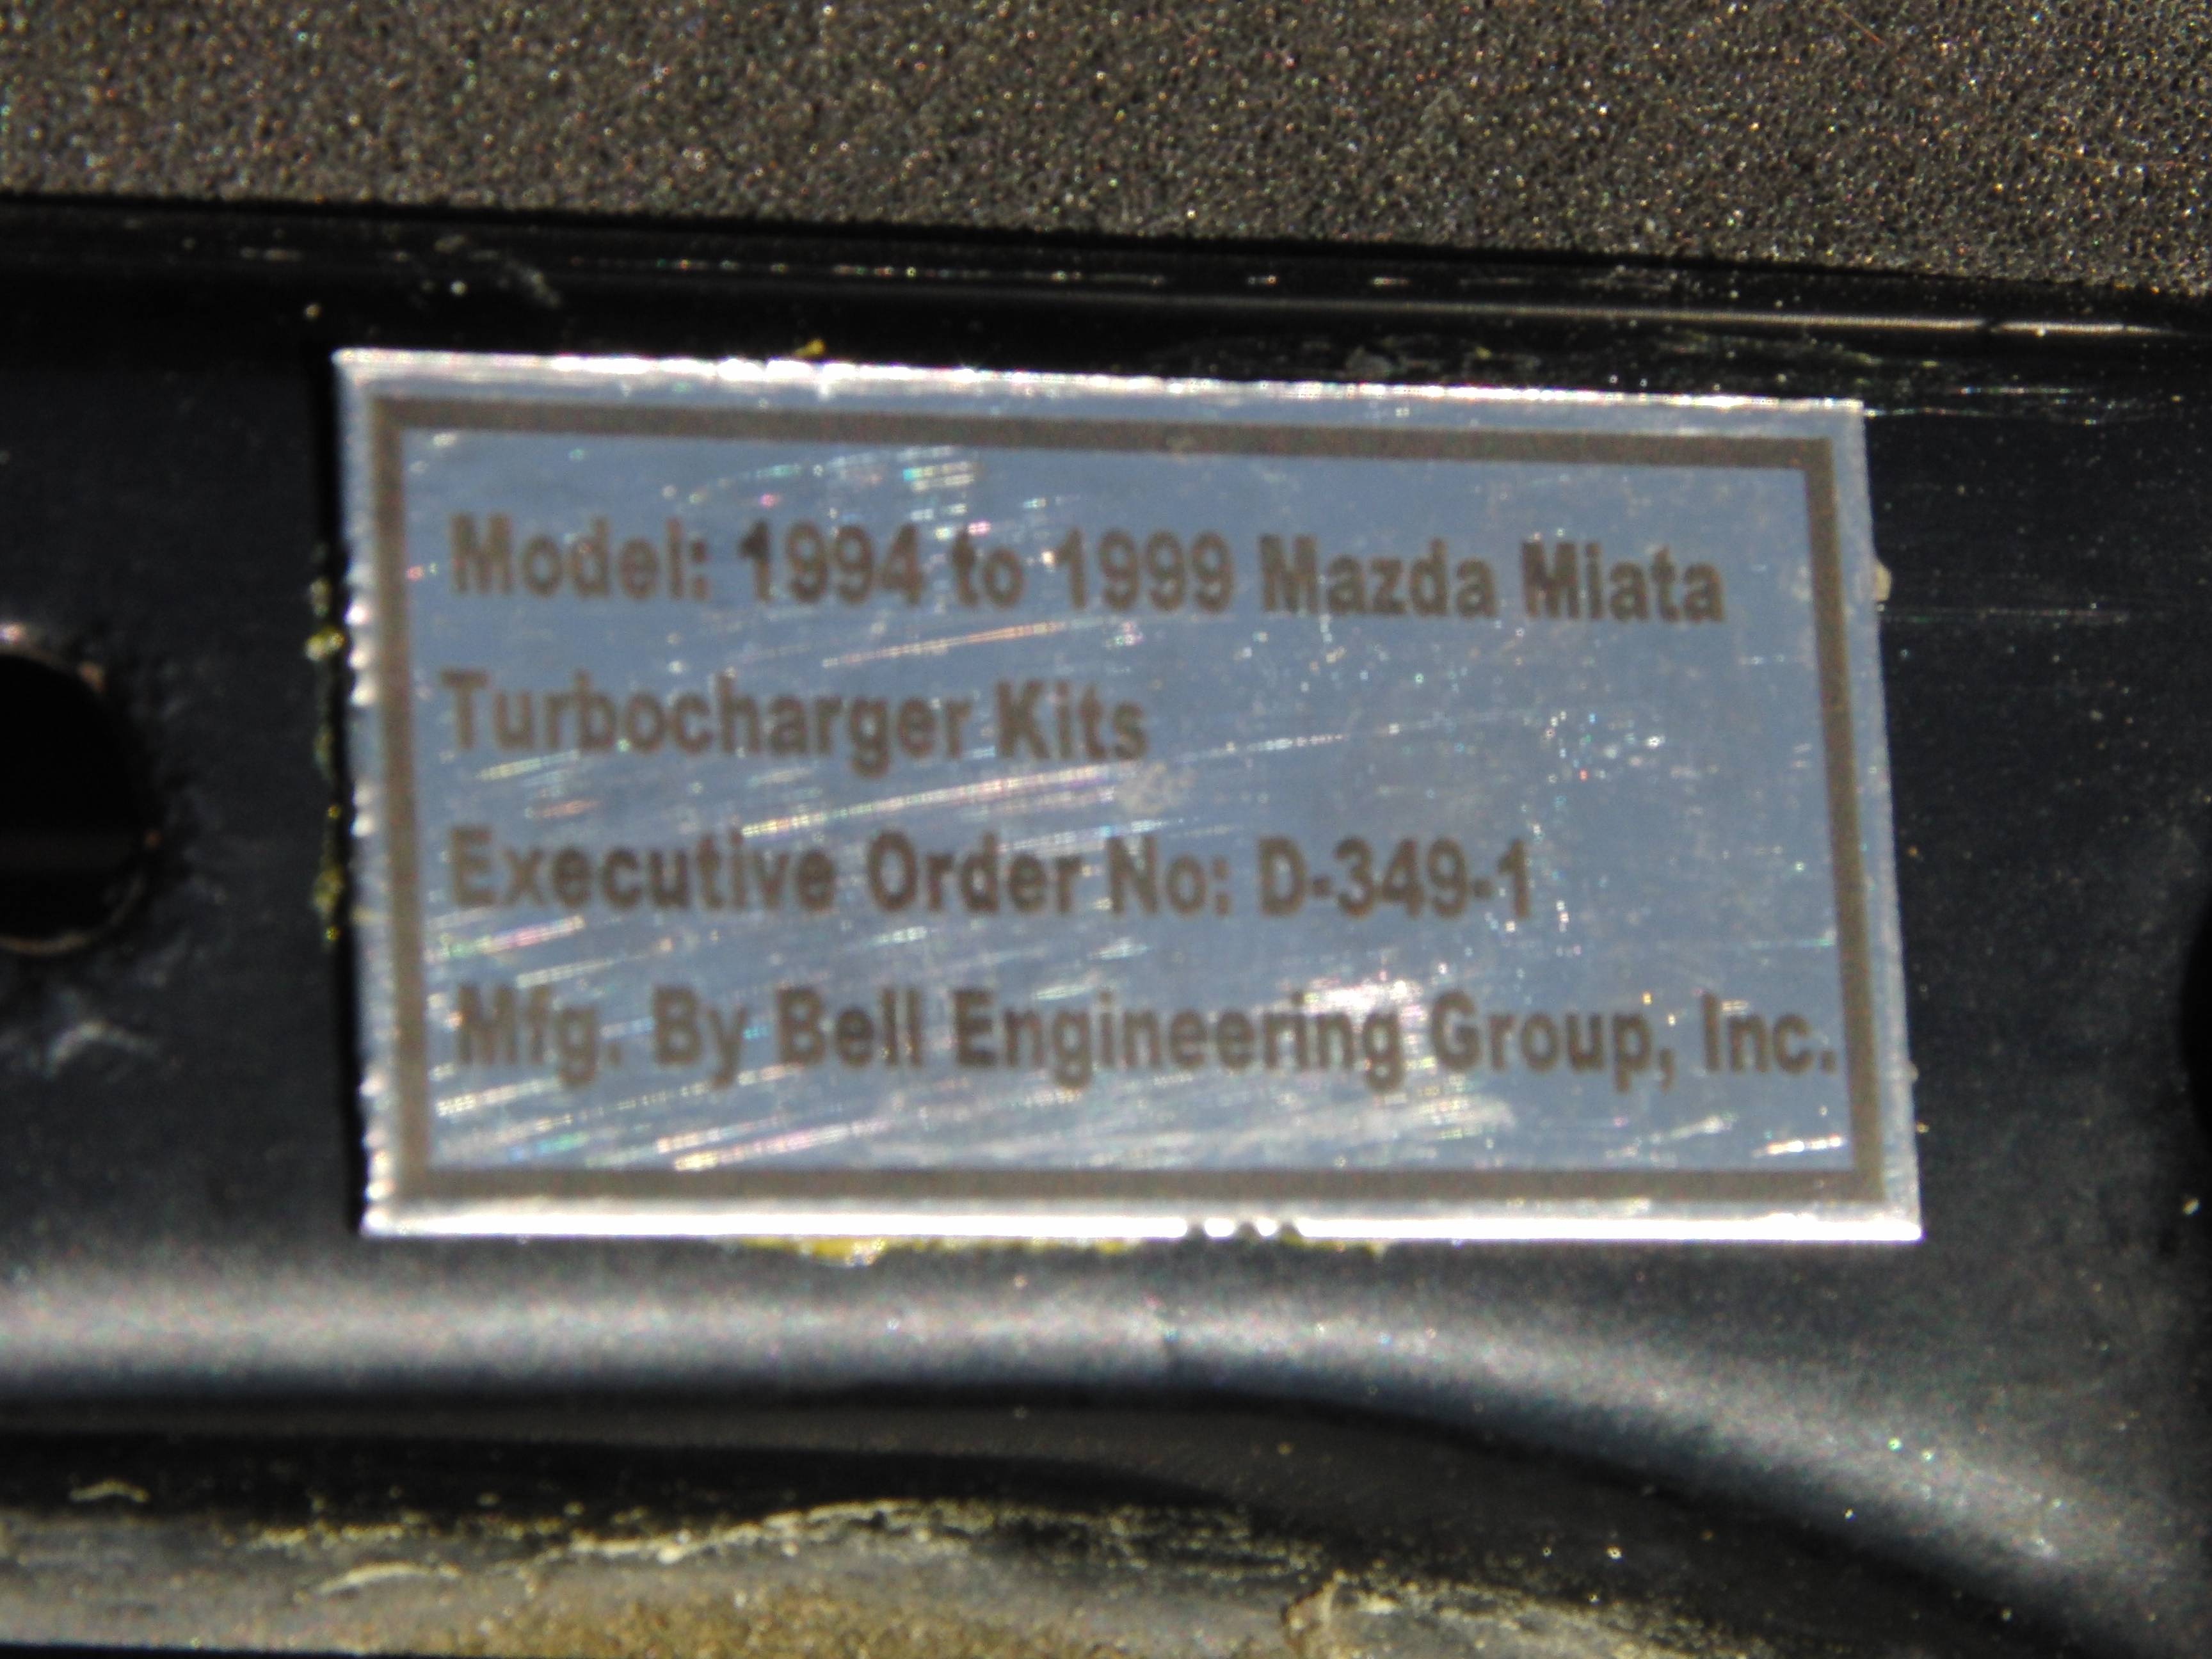 Model: 1994 to 1999 Mazda Miata
Turbocharger Kits
Executive Order No: D-349-1
Mfg. By Bell Engineering Group, Inc.